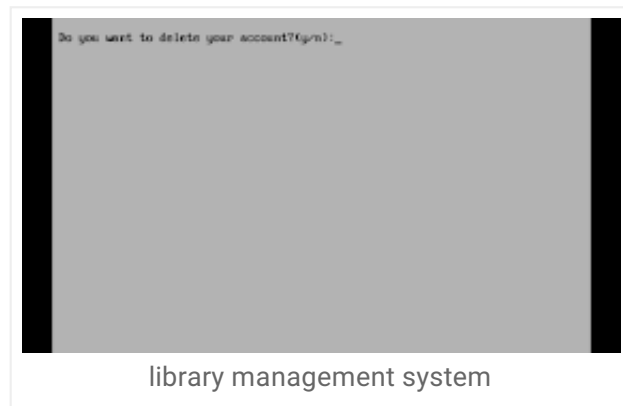 Do you want to delete your account?(y/n):_
library management system